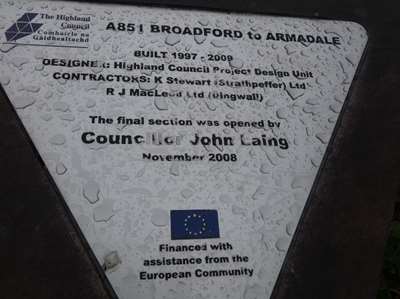 The Highland
Council
Comhairle na
Gàidhealtachd
A851 BROADFORD to ARMADALE
BUILT 1997 - 2009
DESIGNER: Highland Council Project Design Unit
CONTRACTORS: K Stewart (Strathpeffer) Ltd
R J MacLeod Ltd (Dingwall)
The final section was opened by
Councillor John Laing
November 2008
Financed with
assistance from the
European Community